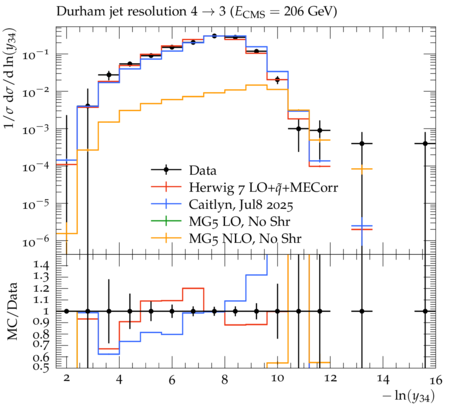 Durham jet resolution 4 → 3 (E_CMS = 206 GeV)
1/σ dσ/d ln(y_34)
10^−1
10^−2
10^−3
10^−4
10^−5
10^−6
Data
Herwig 7 LO+q̄+MECorr
Caitlyn, Jul8 2025
MG5 LO, No Shr
MG5 NLO, No Shr
MC/Data
1.4
1.3
1.2
1.1
1
0.9
0.8
0.7
0.6
0.5
2 4 6 8 10 12 14 16
− ln(y_34)